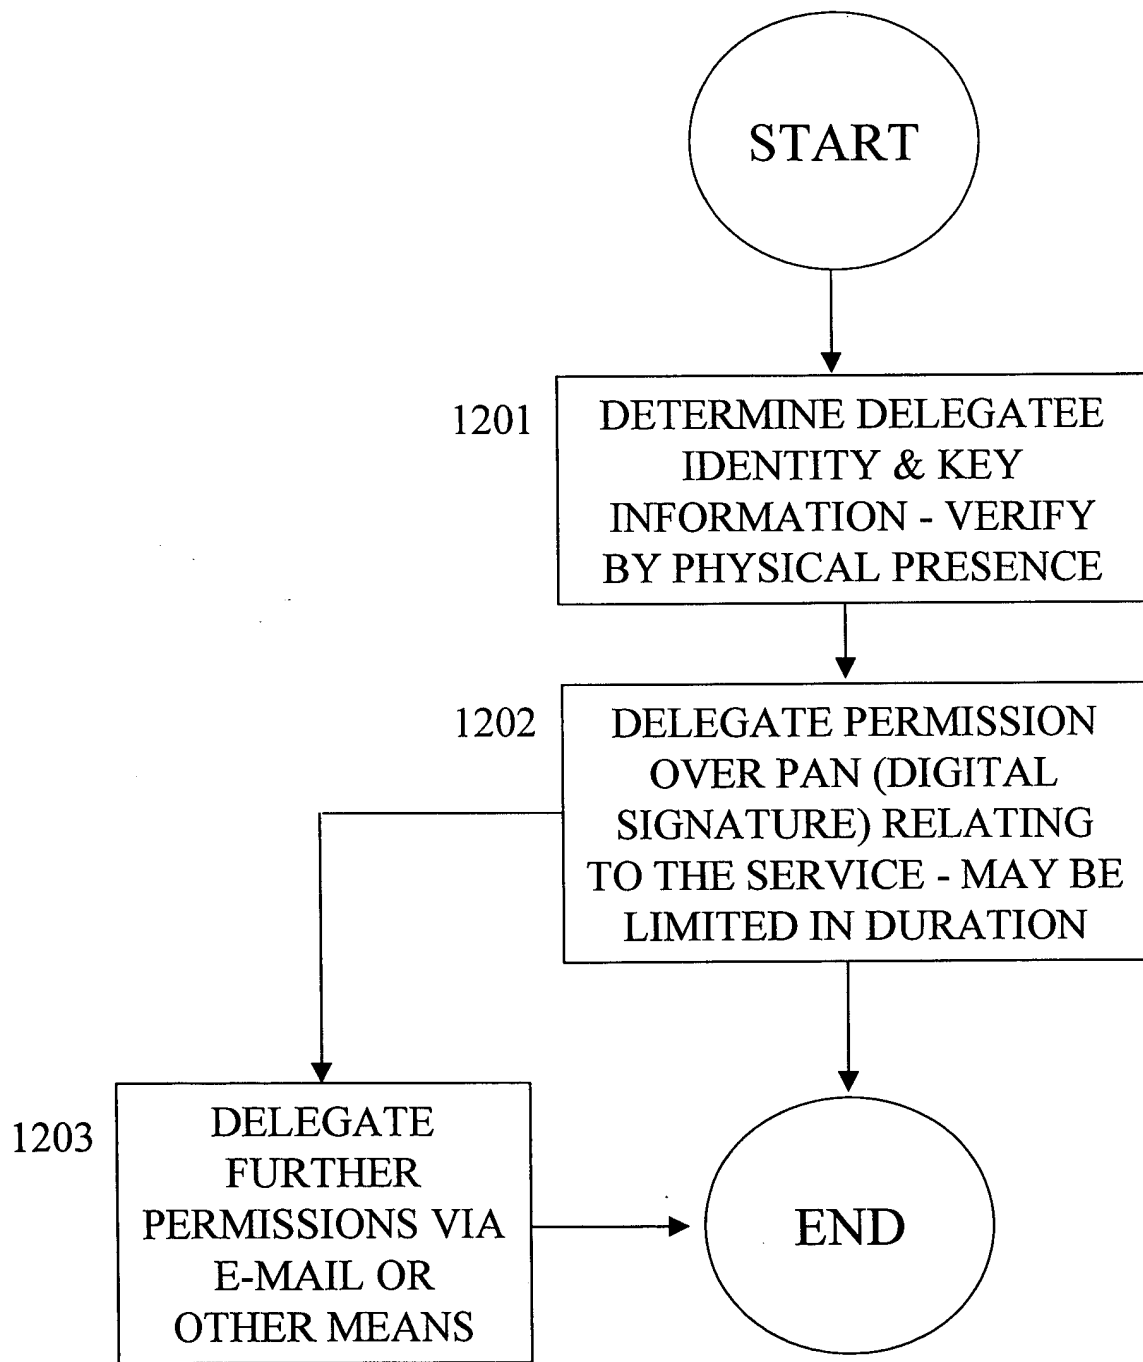 START
1201
DETERMINE DELEGATEE
IDENTITY & KEY
INFORMATION - VERIFY
BY PHYSICAL PRESENCE
1202
DELEGATE PERMISSION
OVER PAN (DIGITAL
SIGNATURE) RELATING
TO THE SERVICE - MAY BE
LIMITED IN DURATION
1203
DELEGATE
FURTHER
PERMISSIONS VIA
E-MAIL OR
OTHER MEANS
END